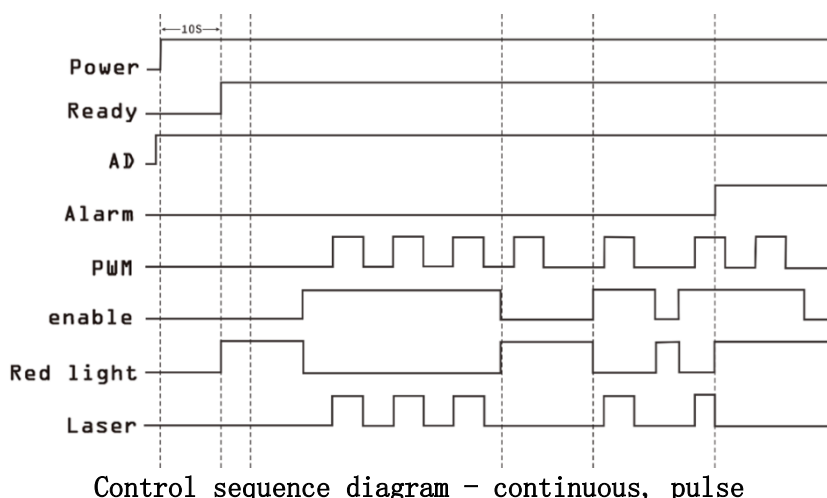 10S
Power
Ready
AD
Alarm
PWM
enable
Red light
Laser
Control sequence diagram - continuous, pulse